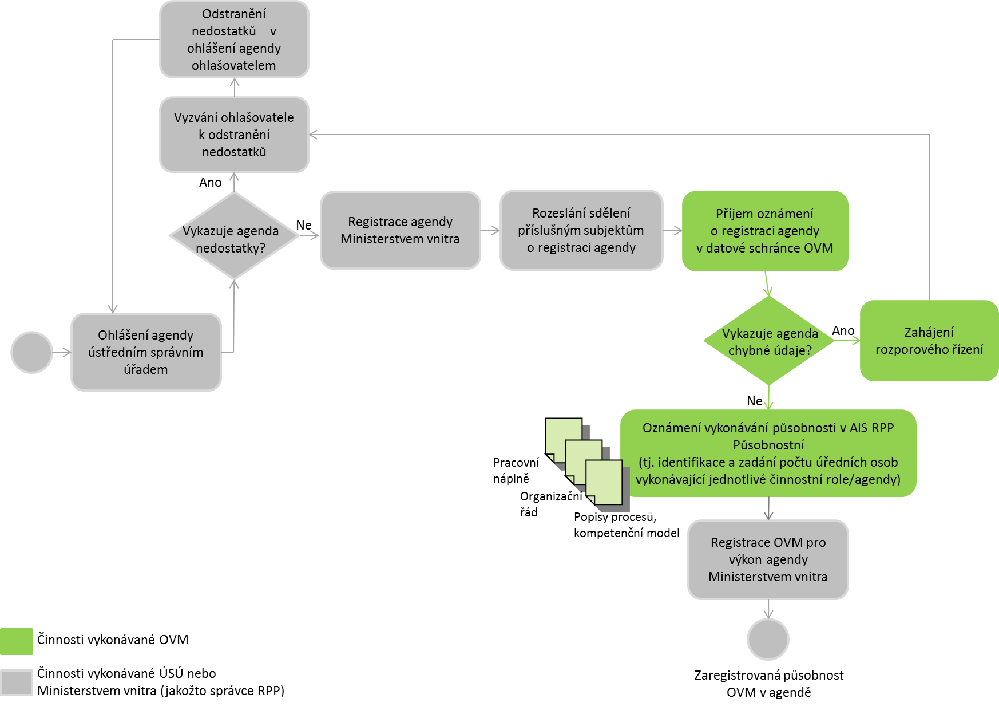 Odstranění
nedostatků v
ohlášení agendy
ohlašovatelem
Vyzvání ohlašovatele
k odstranění
nedostatků
Ano
Vykazuje agenda
nedostatky?
Ne
Registrace agendy
Ministerstvem vnitra
Rozeslání sdělení
příslušným subjektům
o registraci agendy
Příjem oznámení
o registraci agendy
v datové schránce OVM
Ohlášení agendy
ústředním správním
úřadem
Vykazuje agenda
chybné údaje?
Ano
Zahájení
rozporového řízení
Ne
Oznámení vykonávání působnosti v AIS RPP
Působnostní
(tj. identifikace a zadání počtu úředních osob
vykonávající jednotlivé činnostní role/agendy)
Pracovní
náplně
Organizační
řád
Popisy procesů,
kompetenční model
Registrace OVM pro
výkon agendy
Ministerstvem vnitra
Zaregistrovaná působnost
OVM v agendě
Činnosti vykonávané OVM
Činnosti vykonávané ÚSÚ nebo
Ministerstvem vnitra (jakožto správce RPP)